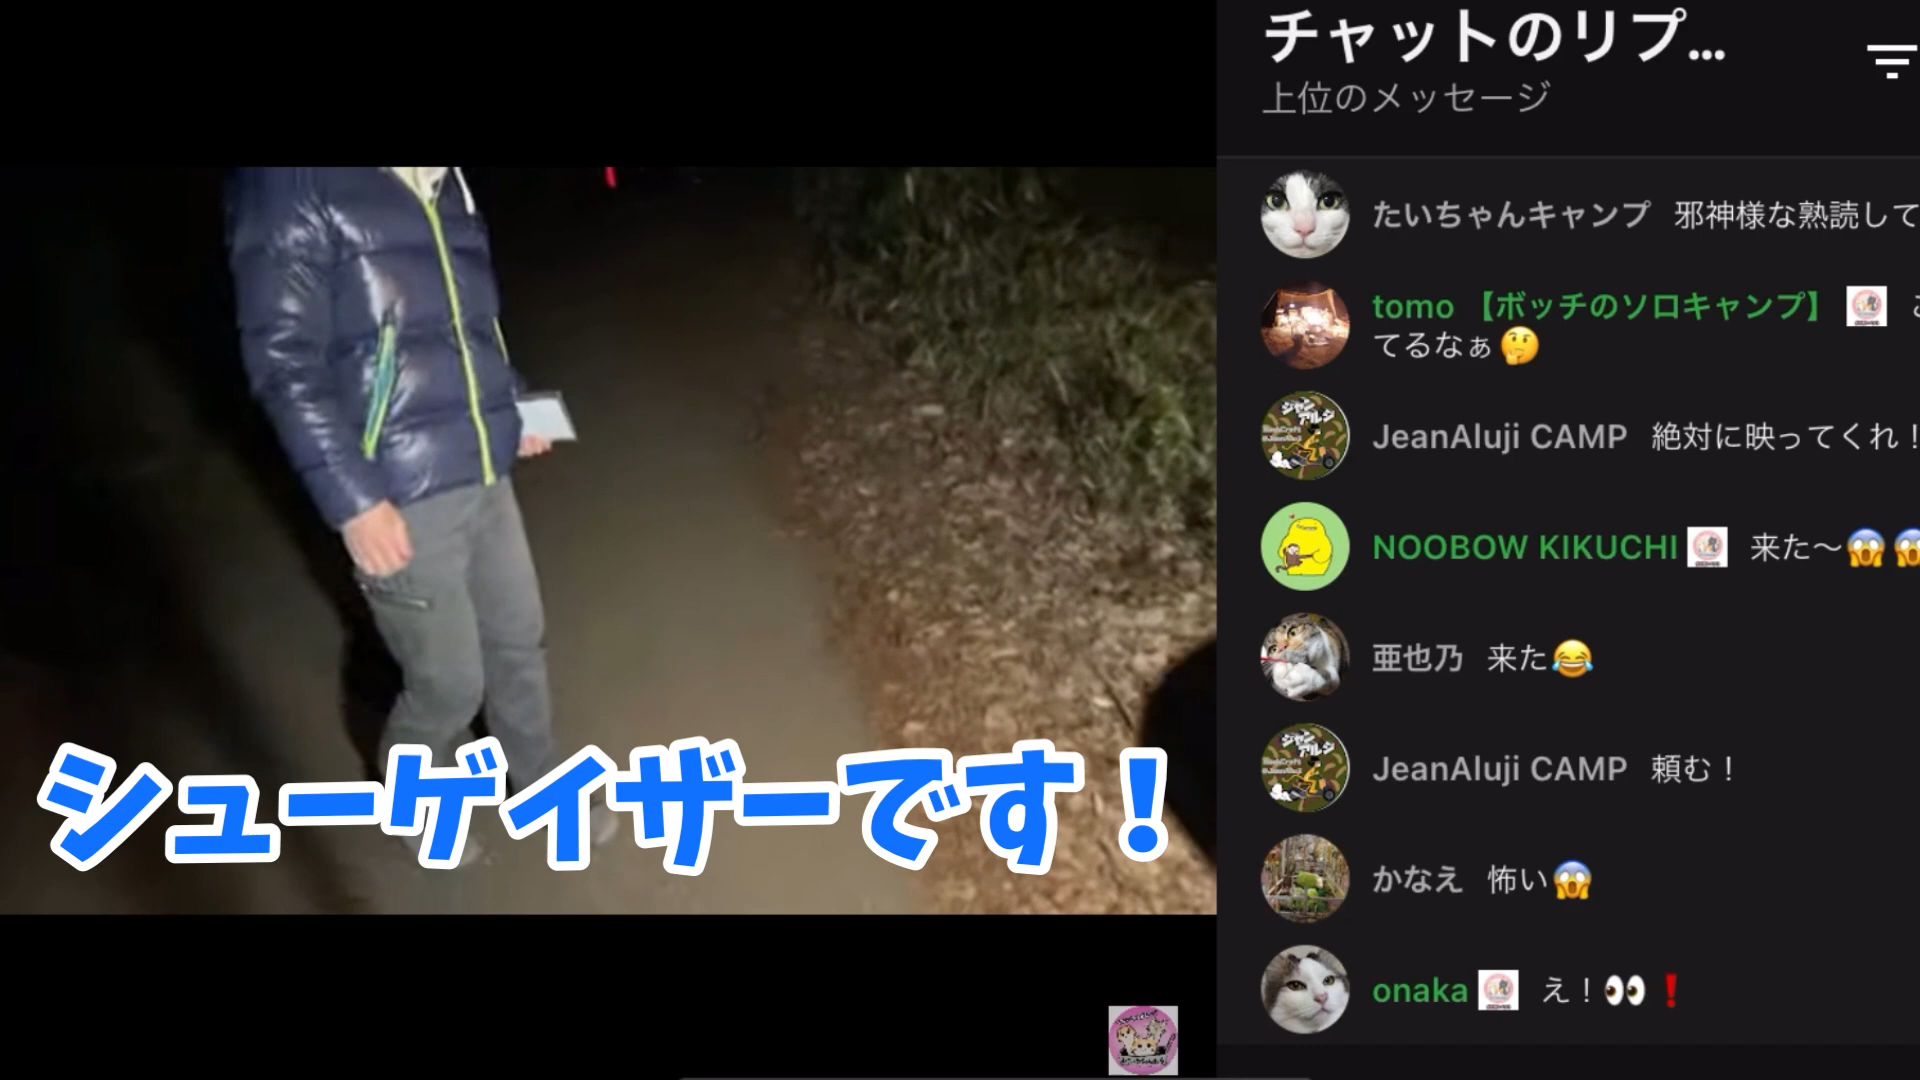 チャットのリプ...
上位のメッセージ
たいちゃんキャンプ 邪神様な熟読して
tomo 【ボッチのソロキャンプ】
てるなぁ🤔
JeanAluji CAMP 絶対に映ってくれ！
NOOBOW KIKUCHI 来た〜😱😱
亜也乃 来た😂
JeanAluji CAMP 頼む！
かなえ 怖い😱
onaka え！👀❗
シューゲイザーです！